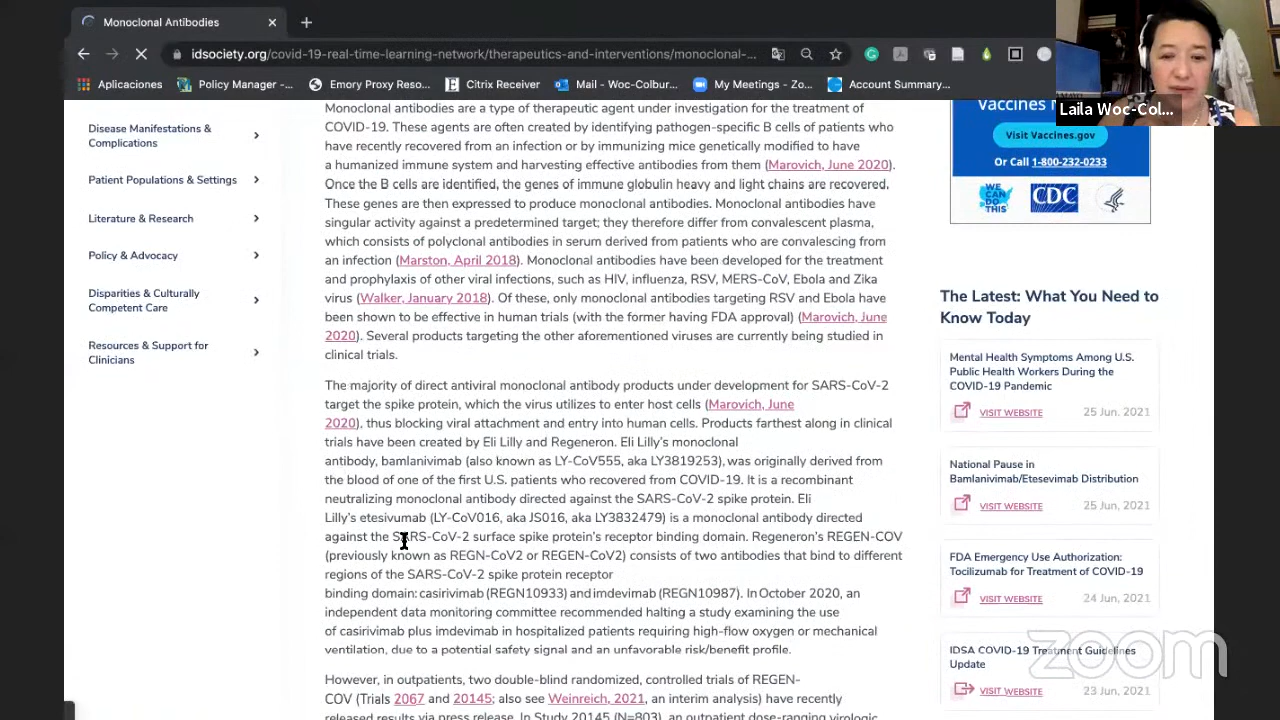 Monoclonal Antibodies
idsociety.org/covid-19-real-time-learning-network/therapeutics-and-interventions/monoclonal-...
Aplicaciones
Policy Manager -...
Emory Proxy Reso...
Cite Retriever
Mail - Woc-Colbur...
My Meetings - Zo...
Account Summary...
Laila Woc-Col...
Disease Manifestations &
Complications
Patient Populations & Settings
Literature & Research
Policy & Advocacy
Disparities & Culturally
Competent Care
Resources & Support for
Clinicians
Monoclonal antibodies are a type of therapeutic agent under investigation for the treatment of
COVID-19. These agents are often created by identifying pathogen-specific B cells of patients who
have recently recovered from an infection or by immunizing mice genetically modified to have
a humanized immune system and harvesting effective antibodies from them (Marovich, June 2020).
Once the B cells are identified, the genes of immune globulin heavy and light chains are recovered.
These genes are then expressed to produce monoclonal antibodies. Monoclonal antibodies have
singular activity against a predetermined target; they therefore differ from convalescent plasma,
which consists of polyclonal antibodies in serum derived from patients who are convalescing from
an infection (Marston, April 2018). Monoclonal antibodies have been developed for the treatment
and prophylaxis of other viral infections, such as HIV, influenza, RSV, MERS-CoV, Ebola and Zika
virus (Walker, January 2018). Of these, only monoclonal antibodies targeting RSV and Ebola have
been shown to be effective in human trials (with the former having FDA approval) (Marovich, June
2020). Several products targeting the other aforementioned viruses are currently being studied in
clinical trials.
The majority of direct antiviral monoclonal antibody products under development for SARS-CoV-2
target the spike protein, which the virus utilizes to enter host cells (Marovich, June
2020), thus blocking viral attachment and entry into human cells. Products farthest along in clinical
trials have been created by Eli Lilly and Regeneron. Eli Lilly's monoclonal
antibody, bamlanivimab (also known as LY-CoV555, aka LY3819253), was originally derived from
the blood of one of the first U.S. patients who recovered from COVID-19. It is a recombinant
neutralizing monoclonal antibody directed against the SARS-CoV-2 spike protein. Eli
Lilly's etesivumab (LY-CoV016, aka JS016, aka LY3832479) is a monoclonal antibody directed
against the SARS-CoV-2 surface spike protein's receptor binding domain. Regeneron's REGEN-COV
(previously known as REGN-CoV2 or REGEN-CoV2) consists of two antibodies that bind to different
regions of the SARS-CoV-2 spike protein receptor
binding domain: casirivimab (REGN10933) and imdevimab (REGN10987). In October 2020, an
independent data monitoring committee recommended halting a study examining the use
of casirivimab plus imdevimab in hospitalized patients requiring high-flow oxygen or mechanical
ventilation, due to a potential safety signal and an unfavorable risk/benefit profile.
However, in outpatients, two double-blind randomized, controlled trials of REGEN-
COV (Trials 2067 and 20145; also see Weinreich, 2021, an interim analysis) have recently
released results via press release. In Study 20145 (N=803), an outpatient dose-ranging virologic
Visit Vaccines.gov
Or Call 1-800-232-0233
WE
CAN DO
THIS
CDC
The Latest: What You Need to
Know Today
Mental Health Symptoms Among U.S.
Public Health Workers During the
COVID-19 Pandemic
VISIT WEBSITE 25 Jun, 2021
National Pause in
Bamlanivimab/Etesevimab Distribution
VISIT WEBSITE 25 Jun, 2021
FDA Emergency Use Authorization:
Tocilizumab for Treatment of COVID-19
VISIT WEBSITE 24 Jun, 2021
IDSA COVID-19 Treatment Guidelines
Update
VISIT WEBSITE 23 Jun, 2021
zoom